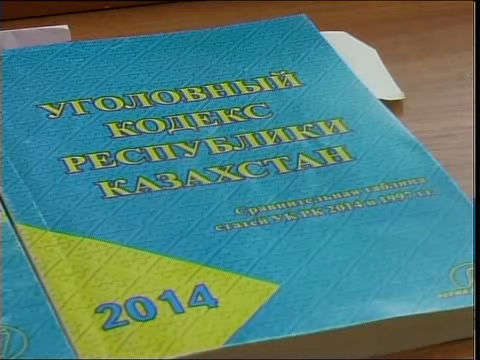 УГОЛОВНЫЙ
КОДЕКС
РЕСПУБЛИКИ
КАЗАХСТАН
Сравнительная таблица
статей УК РК 2014 и 1997 гг.
2014